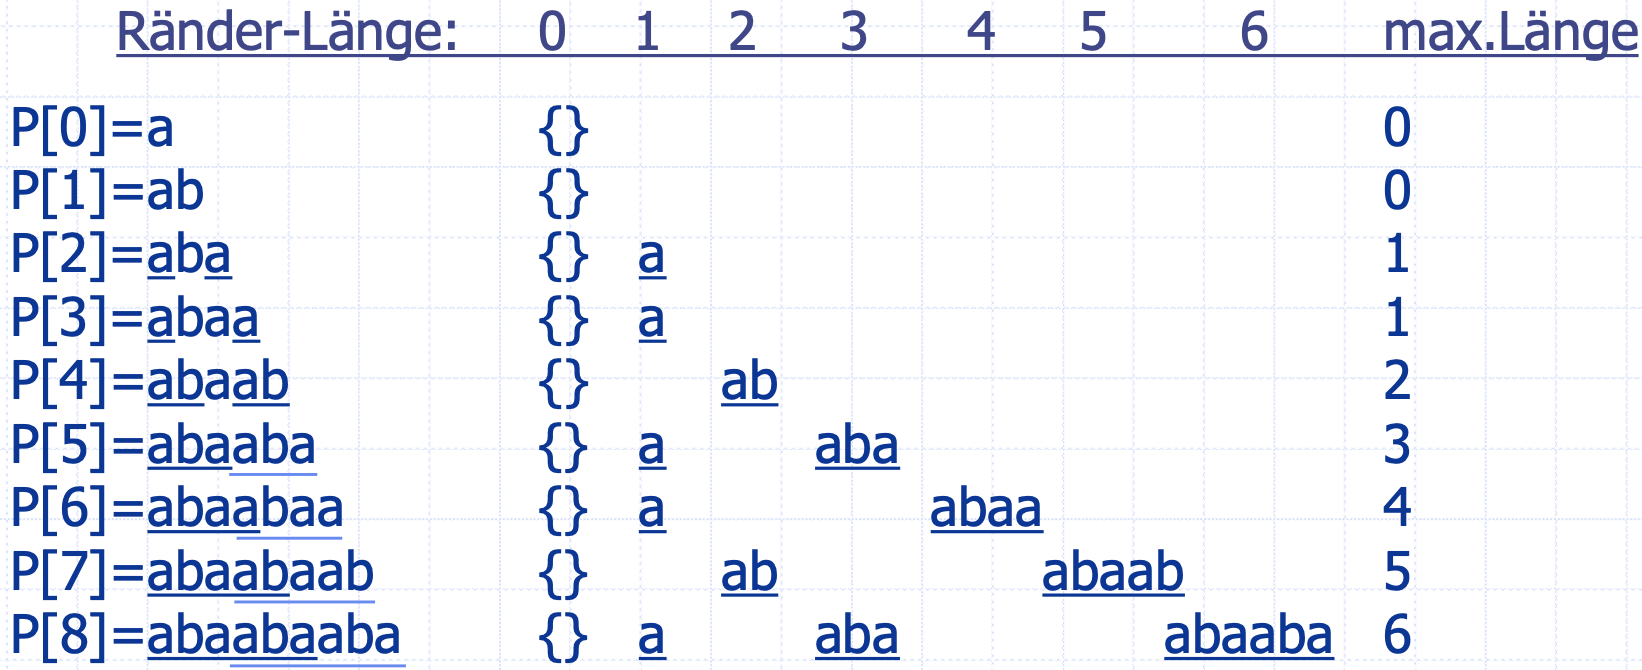 Ränder-Länge: 0 1 2 3 4 5 6 max.Länge
P[0]=a {} 0
P[1]=ab {} 0
P[2]=aba {} a 1
P[3]=abaa {} a 1
P[4]=abaab {} ab 2
P[5]=abaaba {} a aba 3
P[6]=abaabaa {} a abaa 4
P[7]=abaabaab {} ab abaab 5
P[8]=abaabaaba {} a aba abaaba 6